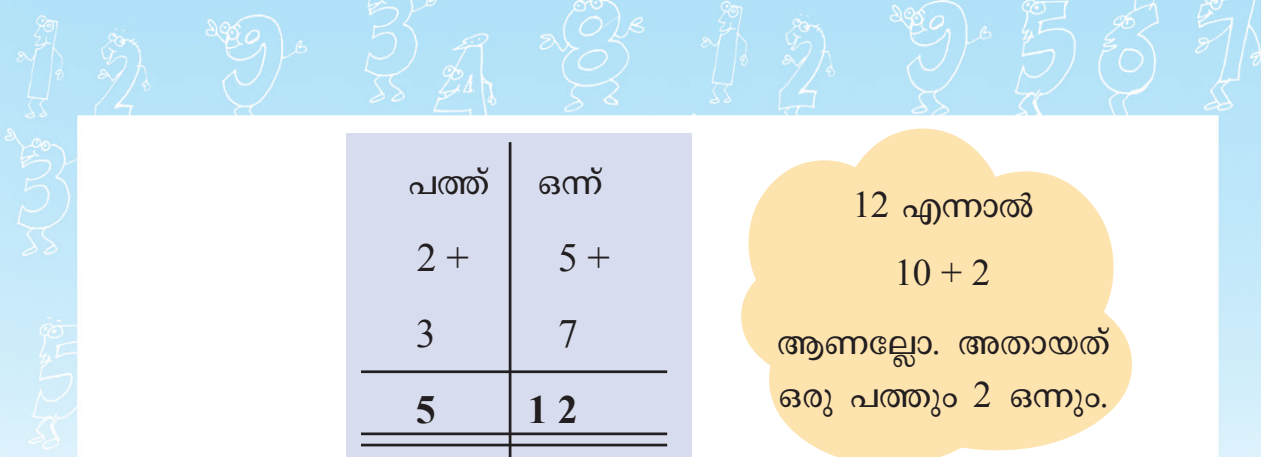 പത്ത് ഒന്ന്
2 + 5 +
3 7
5 1 2
12 എന്നാൽ
10 + 2
ആണല്ലോ. അതായത്
ഒരു പത്തും 2 ഒന്നും.